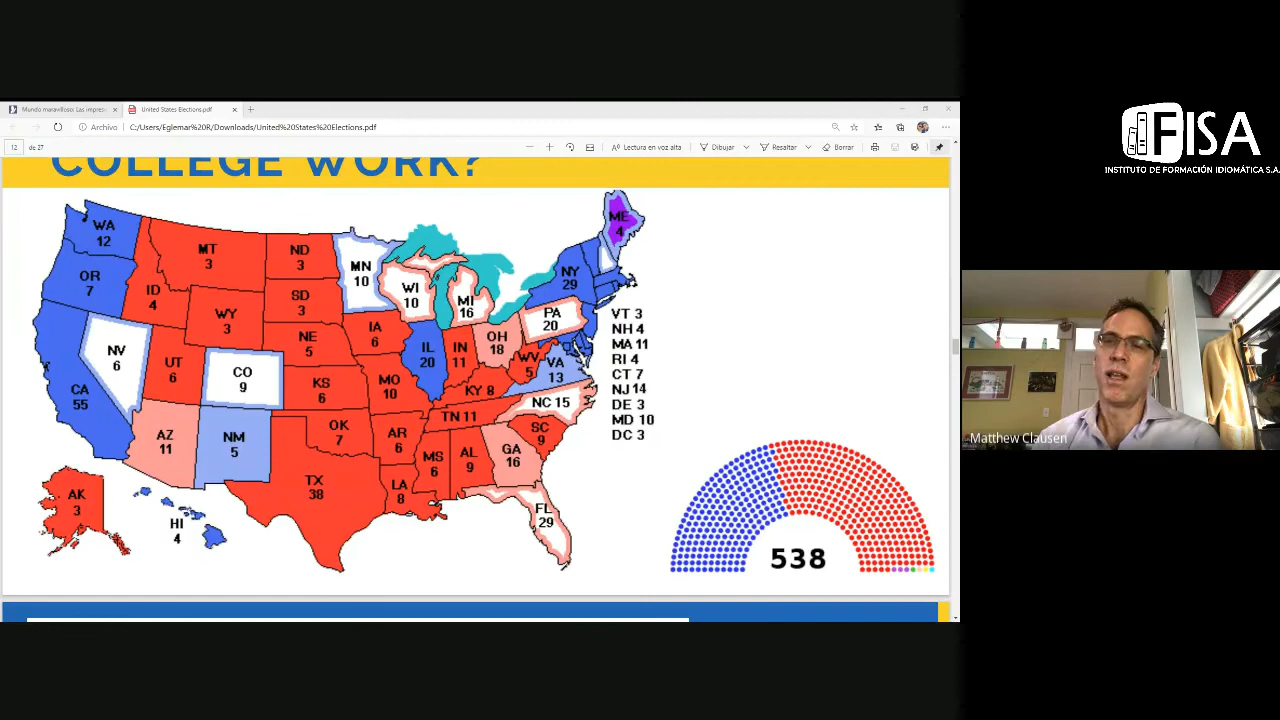 Mundo maravilloso: Las impres
United States Elections.pdf
Archivo
C:/Users/Eglemar%20R/Downloads/United%20States%20Elections.pdf
12
de 27
Lectura en voz alta
Dibujar
Resaltar
Borrar
COLLEGE WORK?
WA
12
OR
7
CA
55
NV
6
ID
4
MT
3
WY
3
UT
6
CO
9
AZ
11
NM
5
ND
3
SD
3
NE
5
KS
6
OK
7
TX
38
MN
10
IA
6
MO
10
AR
6
LA
8
WI
10
IL
20
MI
16
IN
11
OH
18
KY 8
TN 11
MS
6
AL
9
GA
16
FL
29
SC
9
NC 15
VA
13
WV
5
PA
20
NY
29
ME
4
AK
3
HI
4
VT 3
NH 4
MA 11
RI 4
CT 7
NJ 14
DE 3
MD 10
DC 3
538
FISA
INSTITUTO DE FORMACIÓN IDIOMÁTICA S.A.
Matthew Clausen